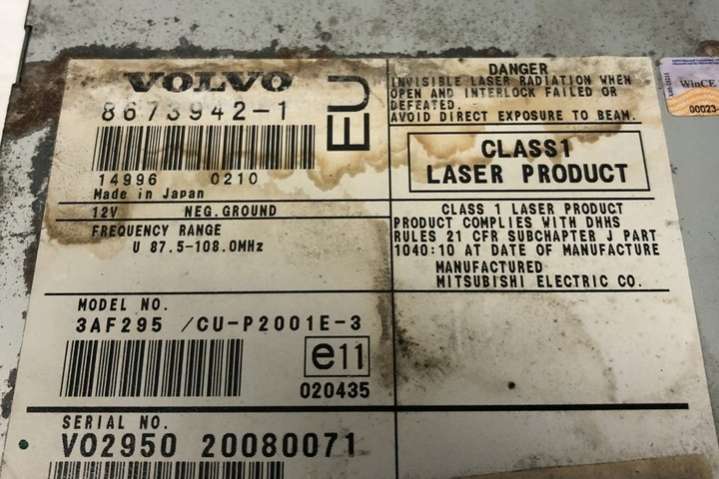 VOLVO
8673942-1
EU
14996 0210
Made in Japan
12V NEG.GROUND
FREQUENCY RANGE
U 87.5-108.0MHz
MODEL NO.
3AF295 /CU-P2001E-3
e11
020435
SERIAL NO.
VO2950 20080071
DANGER
INVISIBLE LASER RADIATION WHEN
OPEN AND INTERLOCK FAILED OR
DEFEATED.
AVOID DIRECT EXPOSURE TO BEAM.
CLASS1
LASER PRODUCT
CLASS 1 LASER PRODUCT
PRODUCT COMPLIES WITH DHHS
RULES 21 CFR SUBCHAPTER J PART
1040:10 AT DATE OF MANUFACTURE
MANUFACTURED
MITSUBISHI ELECTRIC CO.
WinCE
00023